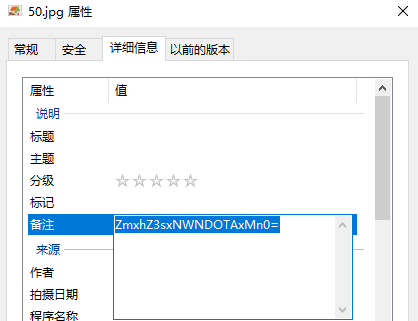 50.jpg 属性
常规
安全
详细信息
以前的版本
属性
值
说明
标题
主题
分级
标记
备注
ZmxhZ3sxNWNDOTAxMn0=
来源
作者
拍摄日期
程序名称